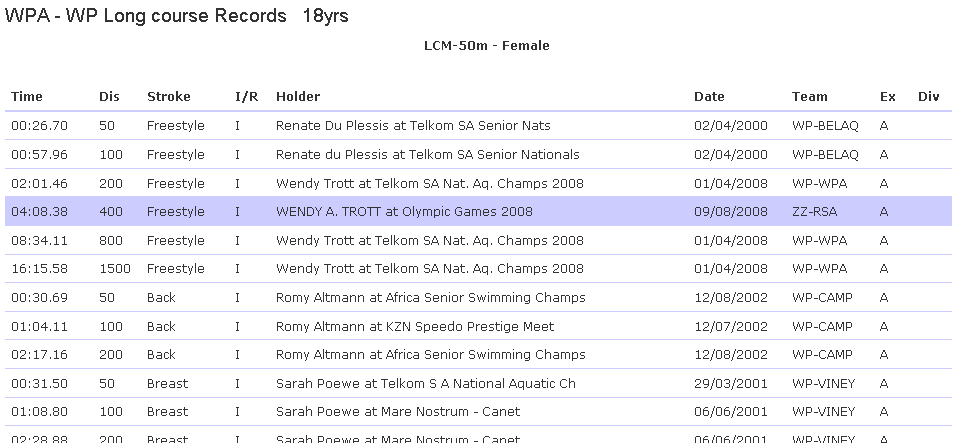 WPA - WP Long course Records 18yrs
LCM-50m - Female
Time Dis Stroke I/R Holder Date Team Ex Div
00:26.70 50 Freestyle I Renate Du Plessis at Telkom SA Senior Nats 02/04/2000 WP-BELAQ A
00:57.96 100 Freestyle I Renate du Plessis at Telkom SA Senior Nationals 02/04/2000 WP-BELAQ A
02:01.46 200 Freestyle I Wendy Trott at Telkom SA Nat. Aq. Champs 2008 01/04/2008 WP-WPA A
04:08.38 400 Freestyle I WENDY A. TROTT at Olympic Games 2008 09/08/2008 ZZ-RSA A
08:34.11 800 Freestyle I Wendy Trott at Telkom SA Nat. Aq. Champs 2008 01/04/2008 WP-WPA A
16:15.58 1500 Freestyle I Wendy Trott at Telkom SA Nat. Aq. Champs 2008 01/04/2008 WP-WPA A
00:30.69 50 Back I Romy Altmann at Africa Senior Swimming Champs 12/08/2002 WP-CAMP A
01:04.11 100 Back I Romy Altmann at KZN Speedo Prestige Meet 12/07/2002 WP-CAMP A
02:17.16 200 Back I Romy Altmann at Africa Senior Swimming Champs 12/08/2002 WP-CAMP A
00:31.50 50 Breast I Sarah Poewe at Telkom S A National Aquatic Ch 29/03/2001 WP-VINEY A
01:08.80 100 Breast I Sarah Poewe at Mare Nostrum - Canet 06/06/2001 WP-VINEY A
02:28.88 200 Breast I Sarah Poewe at Mare Nostrum - Canet 06/06/2001 WP-VINEY A